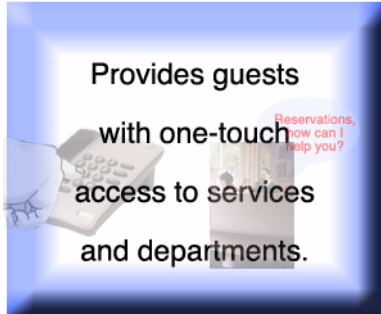 Provides guests
with one-touch
access to services
and departments.
Reservations,
how can I
help you?